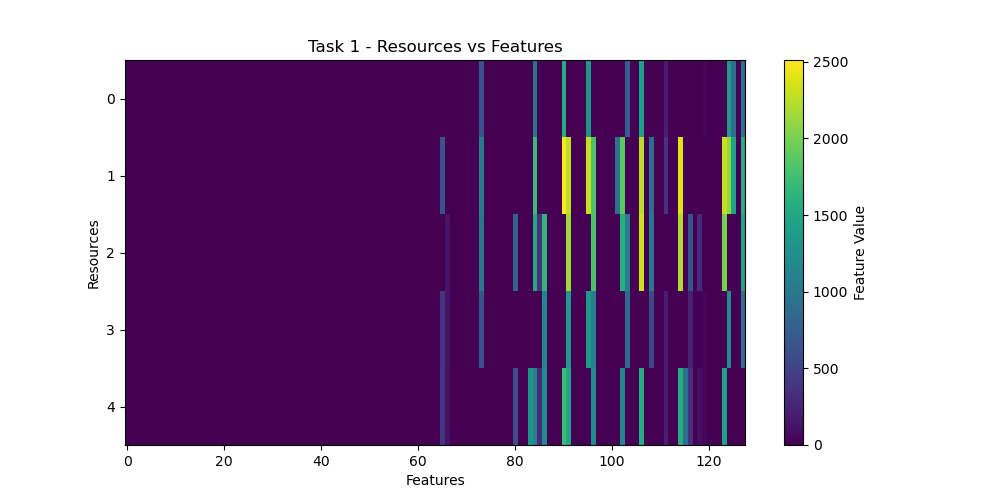 Task 1 - Resources vs Features
Resources
0
1
2
3
4
0 20 40 60 80 100 120
Features
2500
2000
1500
1000
500
0
Feature Value